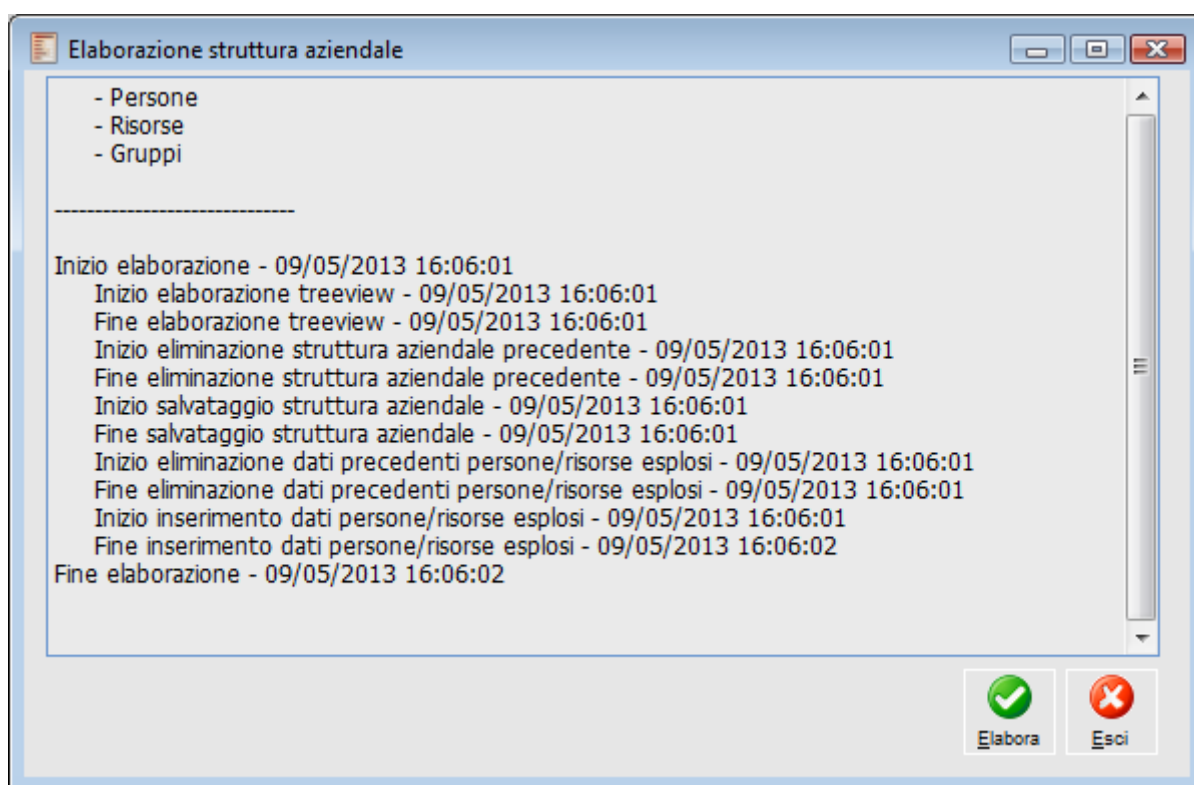 Elaborazione struttura aziendale
- Persone
- Risorse
- Gruppi
------------------------------
Inizio elaborazione - 09/05/2013 16:06:01
Inizio elaborazione treeview - 09/05/2013 16:06:01
Fine elaborazione treeview - 09/05/2013 16:06:01
Inizio eliminazione struttura aziendale precedente - 09/05/2013 16:06:01
Fine eliminazione struttura aziendale precedente - 09/05/2013 16:06:01
Inizio salvataggio struttura aziendale - 09/05/2013 16:06:01
Fine salvataggio struttura aziendale - 09/05/2013 16:06:01
Inizio eliminazione dati precedenti persone/risorse esplosi - 09/05/2013 16:06:01
Fine eliminazione dati precedenti persone/risorse esplosi - 09/05/2013 16:06:01
Inizio inserimento dati persone/risorse esplosi - 09/05/2013 16:06:01
Fine inserimento dati persone/risorse esplosi - 09/05/2013 16:06:02
Fine elaborazione - 09/05/2013 16:06:02
Elabora
Esci